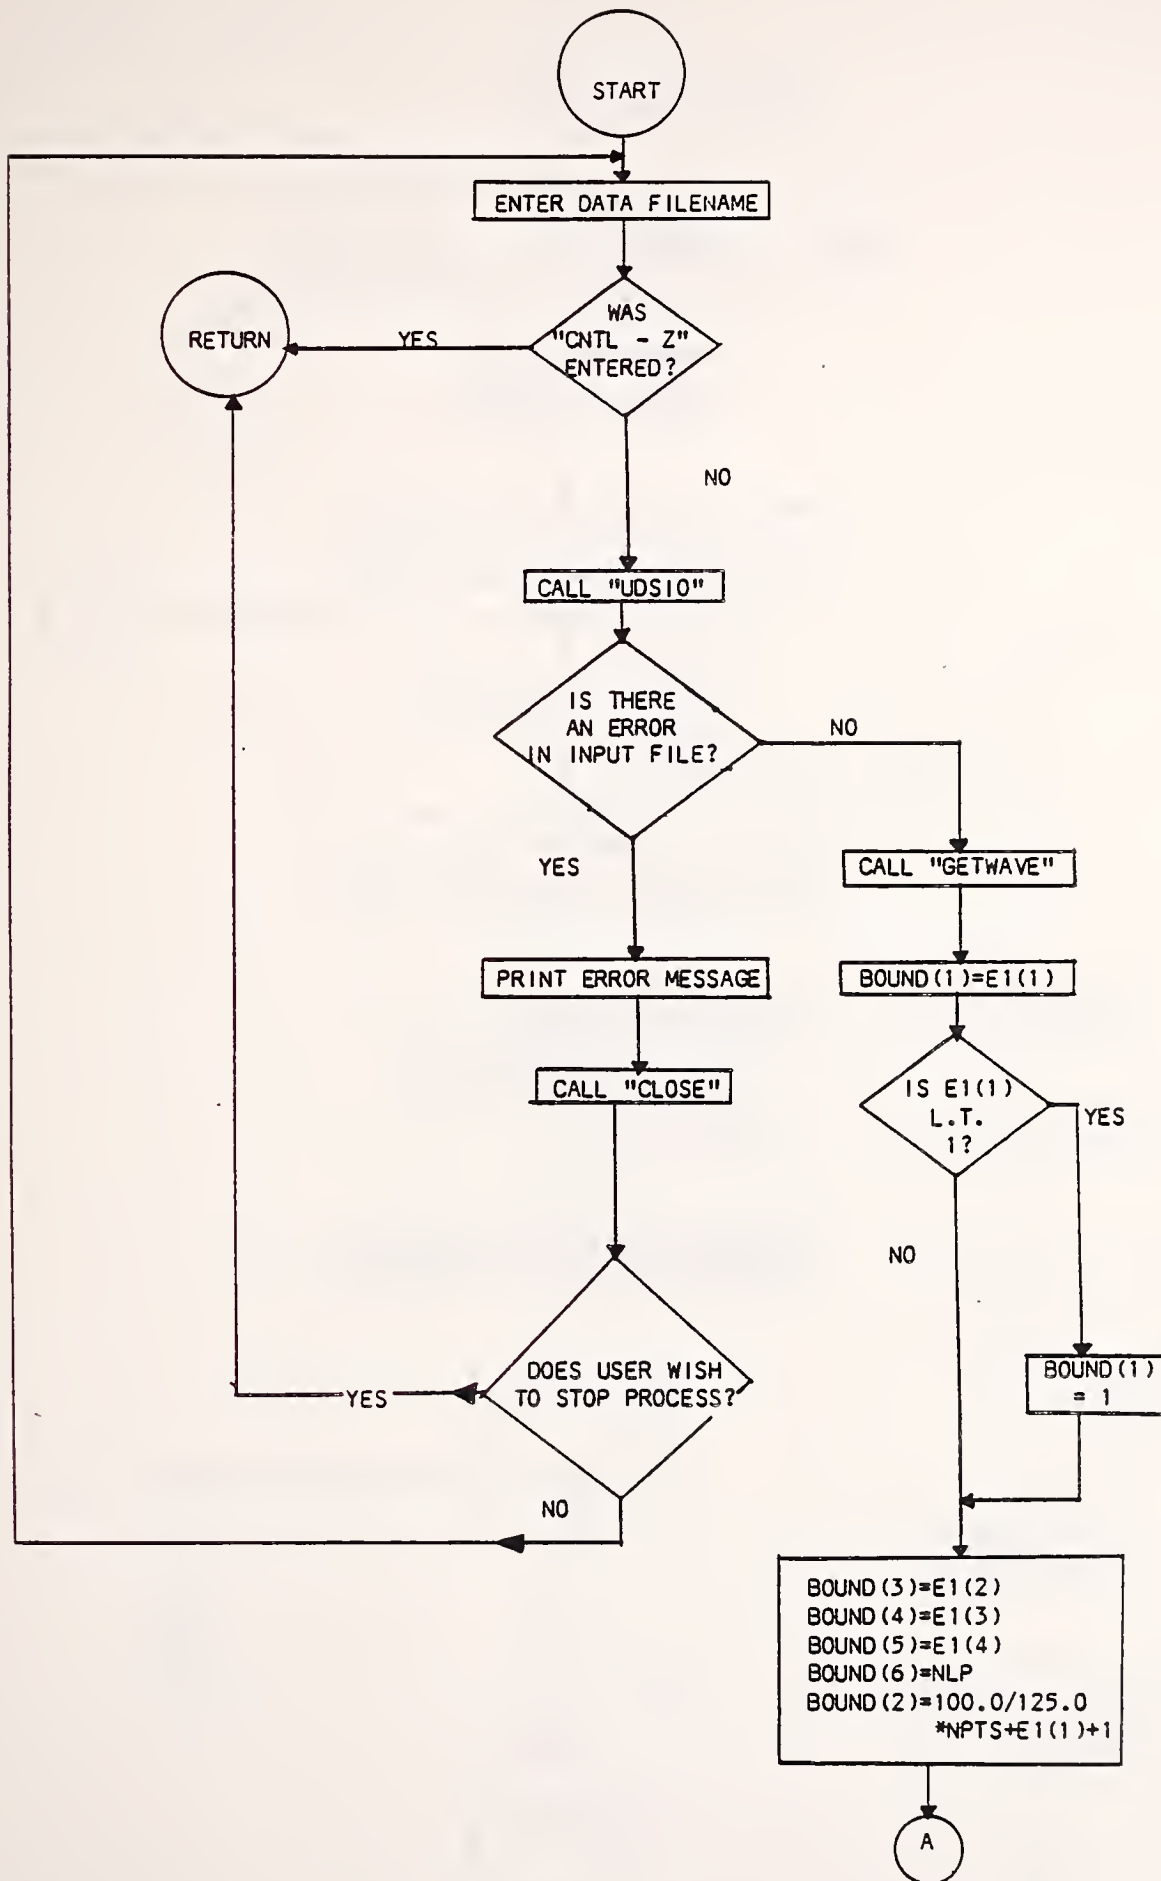 START
ENTER DATA FILENAME
WAS
"CNTL - Z"
ENTERED?
YES
RETURN
NO
CALL "UDSIO"
IS THERE
AN ERROR
IN INPUT FILE?
NO
YES
CALL "GETWAVE"
PRINT ERROR MESSAGE
BOUND(1)=E1(1)
CALL "CLOSE"
IS E1(1)
L.T.
1?
YES
NO
DOES USER WISH
TO STOP PROCESS?
YES
NO
BOUND(1)
= 1
BOUND(3)=E1(2)
BOUND(4)=E1(3)
BOUND(5)=E1(4)
BOUND(6)=NLP
BOUND(2)=100.0/125.0
*NPTS+E1(1)+1
A